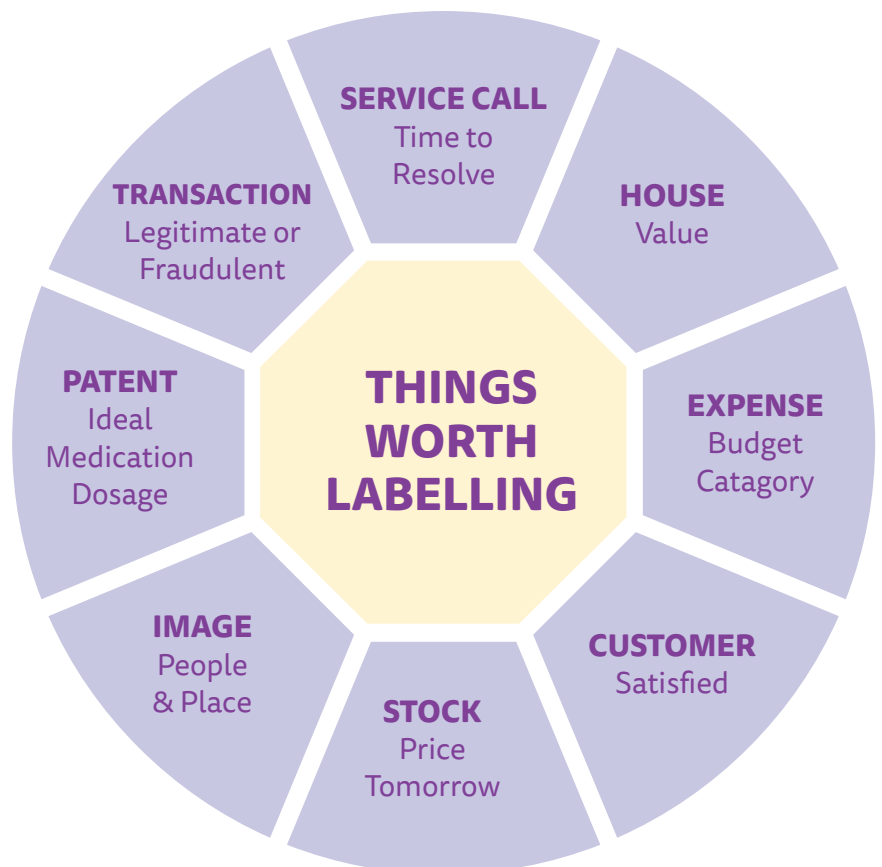 THINGS
WORTH
LABELLING
SERVICE CALL
Time to
Resolve
HOUSE
Value
EXPENSE
Budget
Catagory
CUSTOMER
Satisfied
STOCK
Price
Tomorrow
IMAGE
People
& Place
PATENT
Ideal
Medication
Dosage
TRANSACTION
Legitimate or
Fraudulent